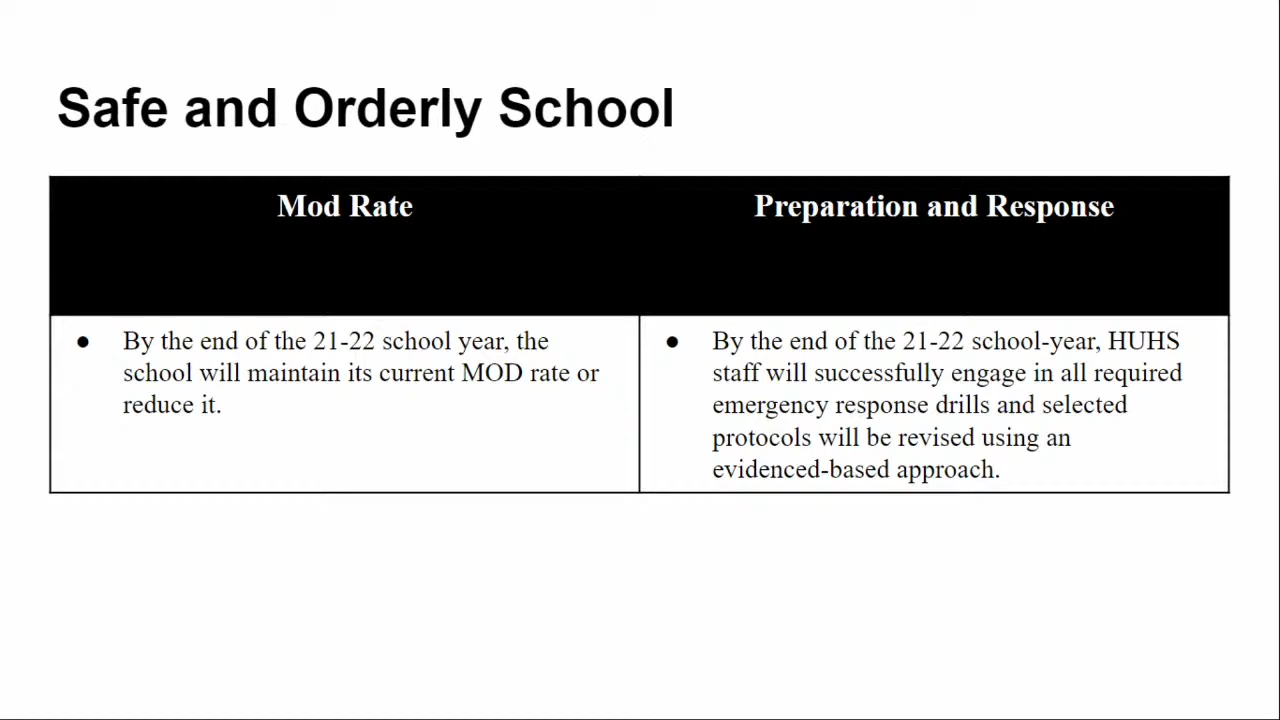 Safe and Orderly School
Mod Rate
Preparation and Response
● By the end of the 21-22 school year, the
school will maintain its current MOD rate or
reduce it.
● By the end of the 21-22 school-year, HUHS
staff will successfully engage in all required
emergency response drills and selected
protocols will be revised using an
evidenced-based approach.